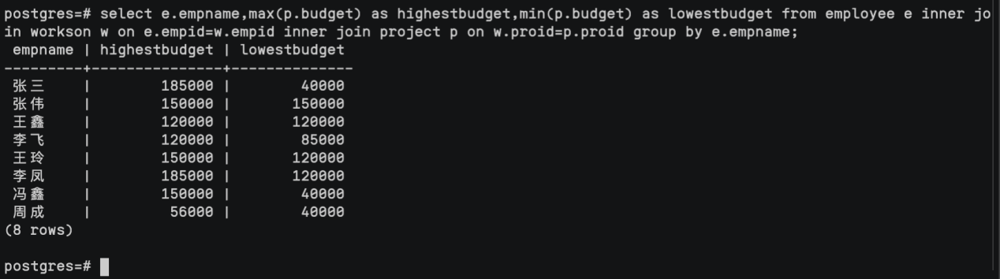 postgres=# select e.empname,max(p.budget) as highestbudget,min(p.budget) as lowestbudget from employee e inner jo
in workson w on e.empid=w.empid inner join project p on w.proid=p.proid group by e.empname;
 empname | highestbudget | lowestbudget
---------+---------------+--------------
 张三    |        185000 |        40000
 张伟    |        150000 |       150000
 王鑫    |        120000 |       120000
 李飞    |        120000 |        85000
 王玲    |        150000 |       120000
 李凤    |        185000 |       120000
 冯鑫    |        150000 |        40000
 周成    |         56000 |        40000
(8 rows)
postgres=#